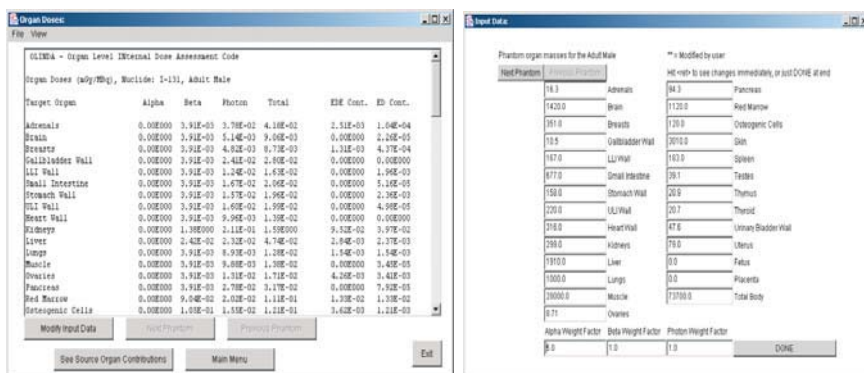 Organ Doses:
File View
OLINDA - Organ Level INternal Dose Assessment Code
Organ Doses (mGy/MBq), Nuclide: I-131, Adult Male
Target Organ Alpha Beta Photon Total EDE Cont. ED Cont.
Adrenals 0.00E000 3.91E-03 3.78E-02 4.18E-02 2.51E-03 1.04E-04
Brain 0.00E000 3.91E-03 5.14E-03 9.06E-03 0.00E000 2.26E-05
Breasts 0.00E000 3.91E-03 4.82E-03 8.73E-03 1.31E-03 4.37E-04
Gallbladder Wall 0.00E000 3.91E-03 2.41E-02 2.80E-02 0.00E000 0.00E000
LLI Wall 0.00E000 3.91E-03 1.24E-02 1.63E-02 0.00E000 1.96E-03
Small Intestine 0.00E000 3.91E-03 1.67E-02 2.06E-02 0.00E000 5.16E-05
Stomach Wall 0.00E000 3.91E-03 1.57E-02 1.96E-02 0.00E000 2.36E-03
ULI Wall 0.00E000 3.91E-03 1.60E-02 1.99E-02 0.00E000 4.98E-05
Heart Wall 0.00E000 3.91E-03 9.96E-03 1.39E-02 0.00E000 0.00E000
Kidneys 0.00E000 1.38E000 2.11E-01 1.59E000 9.52E-02 3.97E-02
Liver 0.00E000 2.42E-02 2.32E-02 4.74E-02 2.84E-03 2.37E-03
Lungs 0.00E000 3.91E-03 8.93E-03 1.28E-02 1.54E-03 1.54E-03
Muscle 0.00E000 3.91E-03 9.88E-03 1.38E-02 0.00E000 3.45E-05
Ovaries 0.00E000 3.91E-03 1.31E-02 1.71E-02 4.26E-03 3.41E-03
Pancreas 0.00E000 3.91E-03 2.78E-02 3.17E-02 0.00E000 7.92E-05
Red Marrow 0.00E000 9.04E-02 2.02E-02 1.11E-01 1.33E-02 1.33E-02
Osteogenic Cells 0.00E000 1.05E-01 1.55E-02 1.21E-01 3.62E-03 1.21E-03
Modify Input Data Next Phantom Previous Phantom
See Source Organ Contributions Main Menu Exit
Input Data:
Phantom organ masses for the Adult Male ** = Modified by user
Next Phantom Previous Phantom Hit <ret> to see changes immediately, or just DONE at end
16.3 Adrenals 94.3 Pancreas
1420.0 Brain 1120.0 Red Marrow
351.0 Breasts 120.0 Osteogenic Cells
10.5 Gallbladder Wall 3010.0 Skin
167.0 LLI Wall 183.0 Spleen
677.0 Small Intestine 39.1 Testes
158.0 Stomach Wall 20.9 Thymus
220.0 ULI Wall 20.7 Thyroid
316.0 Heart Wall 47.6 Urinary Bladder Wall
299.0 Kidneys 79.0 Uterus
1910.0 Liver 0.0 Fetus
1000.0 Lungs 0.0 Placenta
28000.0 Muscle 73700.0 Total Body
8.71 Ovaries
Alpha Weight Factor Beta Weight Factor Photon Weight Factor
5.0 1.0 1.0 DONE